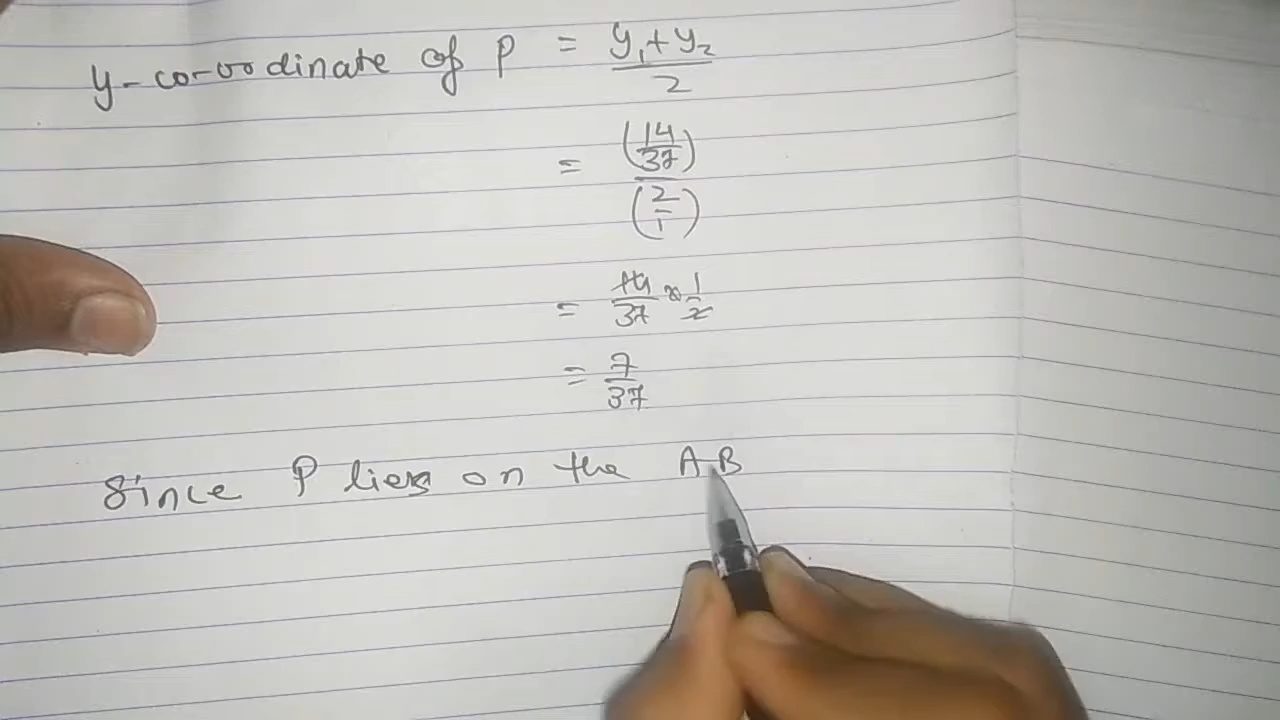 y-co-ordinate of P = y₁+y₂/2
= (14/37)/(2/1)
= 14/37 × 1/2
= 7/37
Since P lies on the AB